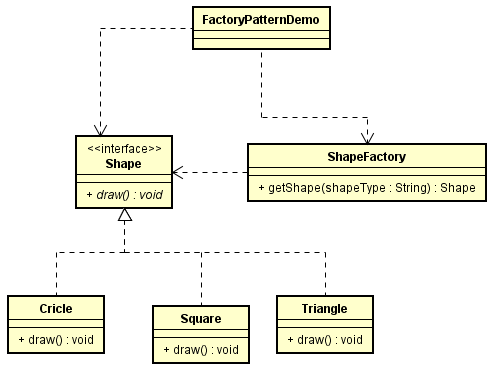 FactoryPatternDemo
<<interface>>
Shape
+ draw() : void
ShapeFactory
+ getShape(shapeType : String) : Shape
Cricle
+ draw() : void
Square
+ draw() : void
Triangle
+ draw() : void